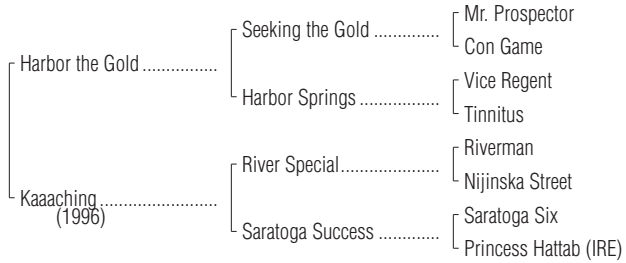 Mr. Prospector
Seeking the Gold ..............
Con Game
Harbor the Gold ................
Vice Regent
Harbor Springs .................
Tinnitus
Riverman
River Special.....................
Nijinska Street
Kaaaching .........................
(1996)
Saratoga Six
Saratoga Success .............
Princess Hattab (IRE)